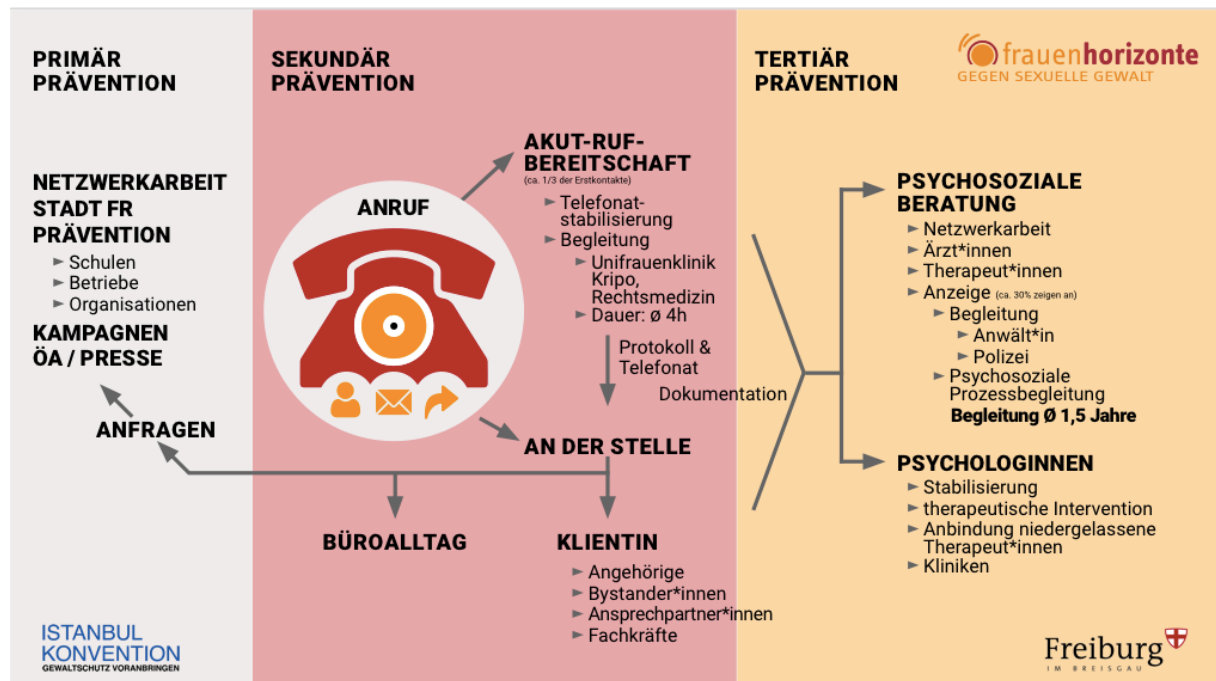 PRIMÄR
PRÄVENTION
NETZWERKARBEIT
STADT FR
PRÄVENTION
Schulen
Betriebe
Organisationen
KAMPAGNEN
ÖA / PRESSE
ANFRAGEN
ISTANBUL
KONVENTION
GEWALTSCHUTZ VORANBRINGEN
SEKUNDÄR
PRÄVENTION
ANRUF
AKUT-RUF-
BEREITSCHAFT
(ca. 1/3 der Erstkontakte)
Telefonat-
stabilisierung
Begleitung
Unifrauenklinik
Kripo,
Rechtsmedizin
Dauer: ø 4h
Protokoll &
Telefonat
Dokumentation
AN DER STELLE
BÜROALLTAG
KLIENTIN
Angehörige
Bystander*innen
Ansprechpartner*innen
Fachkräfte
TERTIÄR
PRÄVENTION
frauenhorizonte
GEGEN SEXUELLE GEWALT
PSYCHOSOZIALE
BERATUNG
Netzwerkarbeit
Ärzt*innen
Therapeut*innen
Anzeige (ca. 30% zeigen an)
Begleitung
Anwält*in
Polizei
Psychosoziale
Prozessbegleitung
Begleitung Ø 1,5 Jahre
PSYCHOLOGINNEN
Stabilisierung
therapeutische Intervention
Anbindung niedergelassene
Therapeut*innen
Kliniken
Freiburg
IM BREISGAU